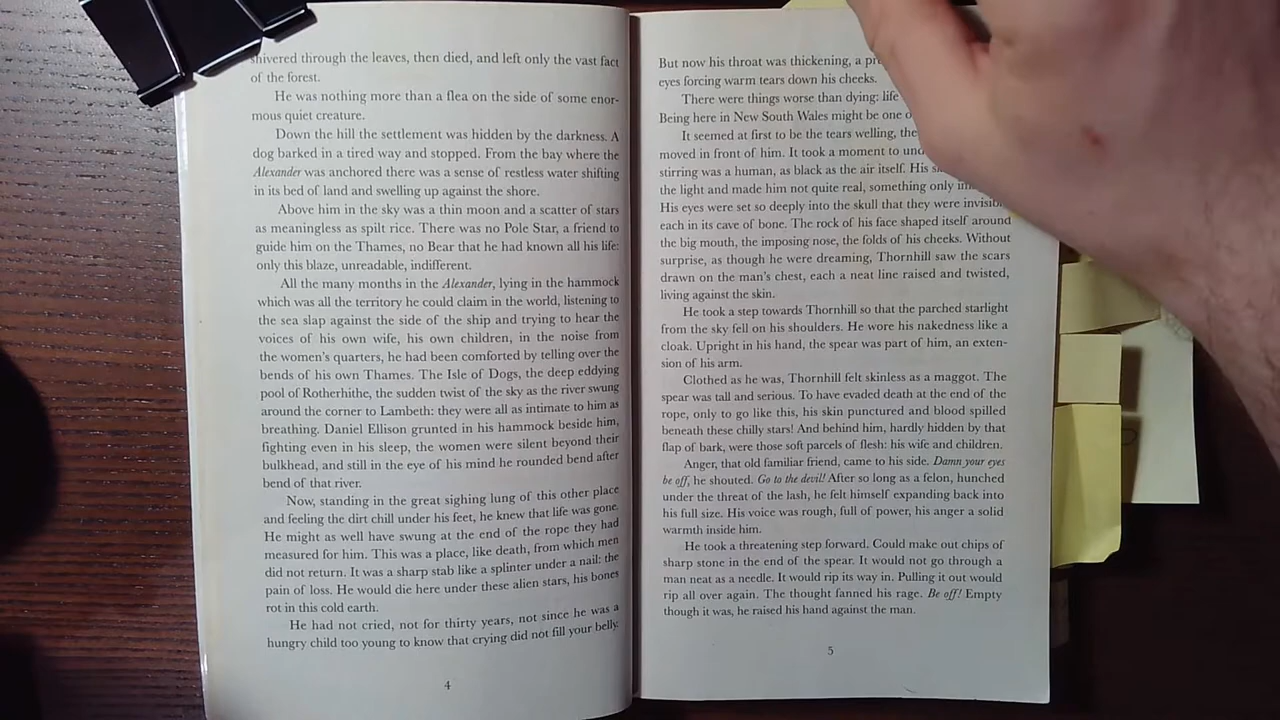 shivered through the leaves, then died, and left only the vast fact
of the forest.
He was nothing more than a flea on the side of some enor-
mous quiet creature.
Down the hill the settlement was hidden by the darkness. A
dog barked in a tired way and stopped. From the bay where the
Alexander was anchored there was a sense of restless water shifting
in its bed of land and swelling up against the shore.
Above him in the sky was a thin moon and a scatter of stars
as meaningless as spilt rice. There was no Pole Star, a friend to
guide him on the Thames, no Bear that he had known all his life:
only this blaze, unreadable, indifferent.
All the many months in the Alexander, lying in the hammock
which was all the territory he could claim in the world, listening to
the sea slap against the side of the ship and trying to hear the
voices of his own wife, his own children, in the noise from
the women's quarters, he had been comforted by telling over the
bends of his own Thames. The Isle of Dogs, the deep eddying
pool of Rotherhithe, the sudden twist of the sky as the river swung
around the corner to Lambeth: they were all as intimate to him as
breathing. Daniel Ellison grunted in his hammock beside him,
fighting even in his sleep, the women were silent beyond their
bulkhead, and still in the eye of his mind he rounded bend after
bend of that river.
Now, standing in the great sighing lung of this other place
and feeling the dirt chill under his feet, he knew that life was gone.
He might as well have swung at the end of the rope they had
measured for him. This was a place, like death, from which men
did not return. It was a sharp stab like a splinter under a nail: the
pain of loss. He would die here under these alien stars, his bones
rot in this cold earth.
He had not cried, not for thirty years, not since he was a
hungry child too young to know that crying did not fill your belly.
4
But now his throat was thickening, a
eyes forcing warm tears down his cheeks.
There were things worse than dying: life
Being here in New South Wales might be one
It seemed at first to be the tears welling, the
moved in front of him. It took a moment to
stirring was a human, as black as the air itself. His
the light and made him not quite real, something only
His eyes were set so deeply into the skull that they were
each in its cave of bone. The rock of his face shaped itself around
the big mouth, the imposing nose, the folds of his cheeks. Without
surprise, as though he were dreaming, Thornhill saw the scars
drawn on the man's chest, each a neat line raised and twisted,
living against the skin.
He took a step towards Thornhill so that the parched starlight
from the sky fell on his shoulders. He wore his nakedness like a
cloak. Upright in his hand, the spear was part of him, an exten-
sion of his arm.
Clothed as he was, Thornhill felt skinless as a maggot. The
spear was tall and serious. To have evaded death at the end of the
rope, only to go like this, his skin punctured and blood spilled
beneath these chilly stars! And behind him, hardly hidden by that
flap of bark, were those soft parcels of flesh: his wife and children.
Anger, that old familiar friend, came to his side. Damn your eyes
be off, he shouted. Go to the devil! After so long as a felon, hunched
under the threat of the lash, he felt himself expanding back into
his full size. His voice was rough, full of power, his anger a solid
warmth inside him.
He took a threatening step forward. Could make out chips of
sharp stone in the end of the spear. It would not go through a
man neat as a needle. It would rip its way in. Pulling it out would
rip all over again. The thought fanned his rage. Be off! Empty
though it was, he raised his hand against the man.
5